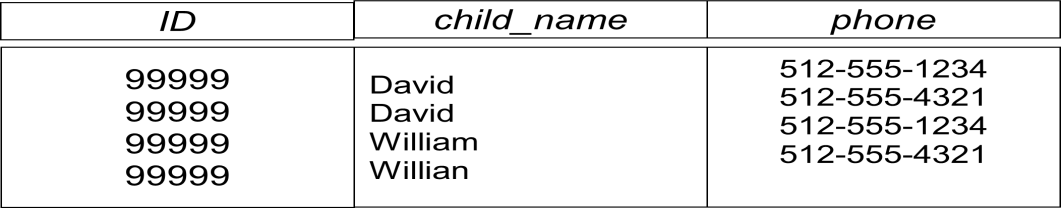 ID child_name phone
99999 David 512-555-1234
99999 David 512-555-4321
99999 William 512-555-1234
99999 Willian 512-555-4321